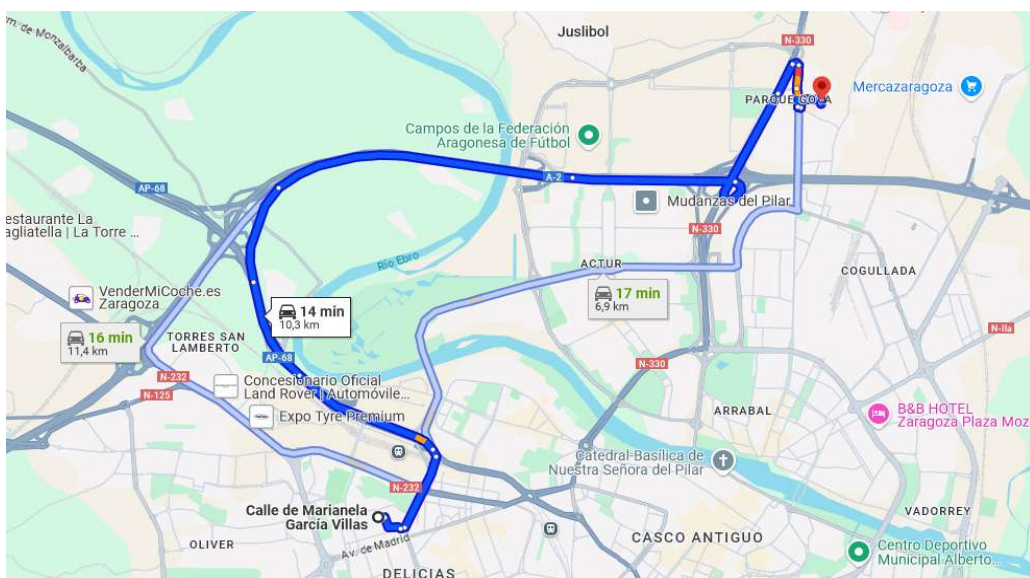 Juslibol
N-330
PARQUE GOYA
Mercazaragoza
Campos de la Federación
Aragonesa de Fútbol
AP-68
A-2
Mudanzas del Pilar
estaurante La
agliatella | La Torre ...
N-330
Río Ebro
ACTUR
COGULLADA
VenderMiCoche.es
Zaragoza
17 min
6,9 km
14 min
10,3 km
16 min
11,4 km
TORRES SAN
LAMBERTO
N-IIa
AP-68
N-330
N-232
N-125
Concesionario Oficial
Land Rover | Automóvile...
ARRABAL
B&B HOTEL
Zaragoza Plaza Moz
Expo Tyre Premium
Catedral-Basílica de
Nuestra Señora del Pilar
N-232
Calle de Marianela
García Villas
VADORREY
OLIVER
Av. de Madrid
CASCO ANTIGUO
Centro Deportivo
Municipal Alberto...
DELICIAS